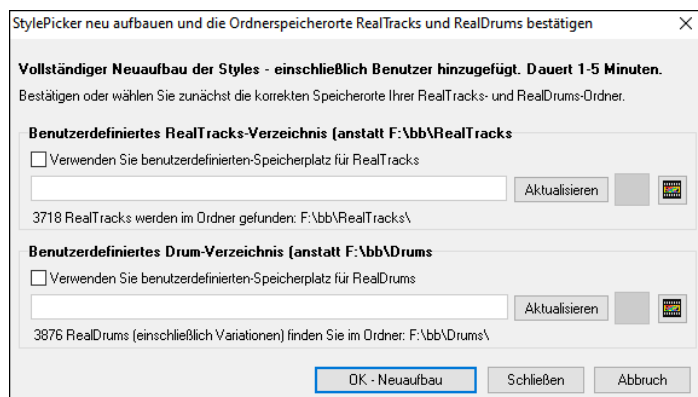 StylePicker neu aufbauen und die Ordnerspeicherorte RealTracks und RealDrums bestätigen
Vollständiger Neuaufbau der Styles - einschließlich Benutzer hinzugefügt. Dauert 1-5 Minuten.
Bestätigen oder wählen Sie zunächst die korrekten Speicherorte Ihrer RealTracks- und RealDrums-Ordner.
Benutzerdefiniertes RealTracks-Verzeichnis (anstatt F:\bb\RealTracks
Verwenden Sie benutzerdefinierten-Speicherplatz für RealTracks
Aktualisieren
3718 RealTracks werden im Ordner gefunden: F:\bb\RealTracks\
Benutzerdefiniertes Drum-Verzeichnis (anstatt F:\bb\Drums
Verwenden Sie benutzerdefinierten-Speicherplatz für RealDrums
Aktualisieren
3876 RealDrums (einschließlich Variationen) finden Sie im Ordner: F:\bb\Drums\
OK - Neuaufbau Schließen Abbruch